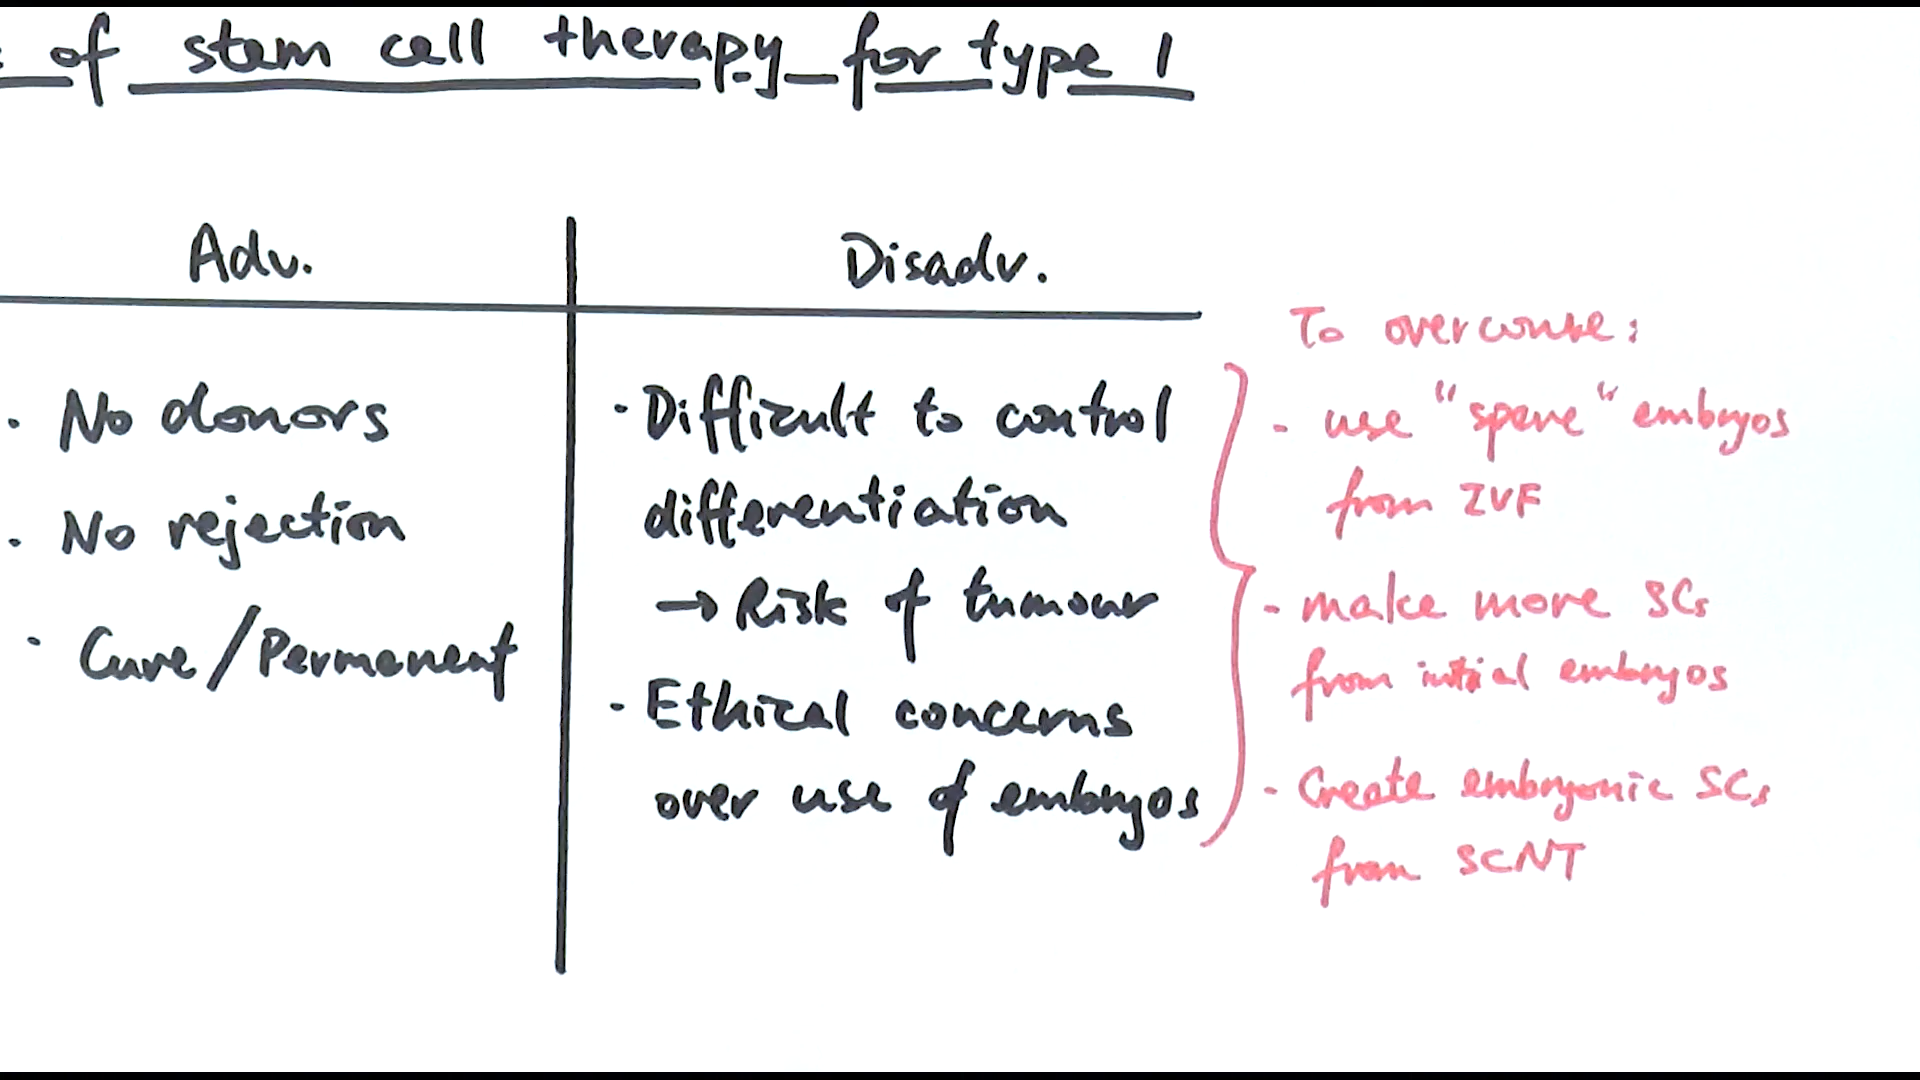 of stem cell therapy for type 1
Adv.
Disadv.
· No donors
· No rejection
· Cure/Permanent
· Difficult to control
differentiation
→ Risk of tumour
· Ethical concerns
over use of embryos
To overcome:
- use "spare" embryos
from IVF
- make more SCs
from initial embryos
- Create embryonic SCs
from SCNT